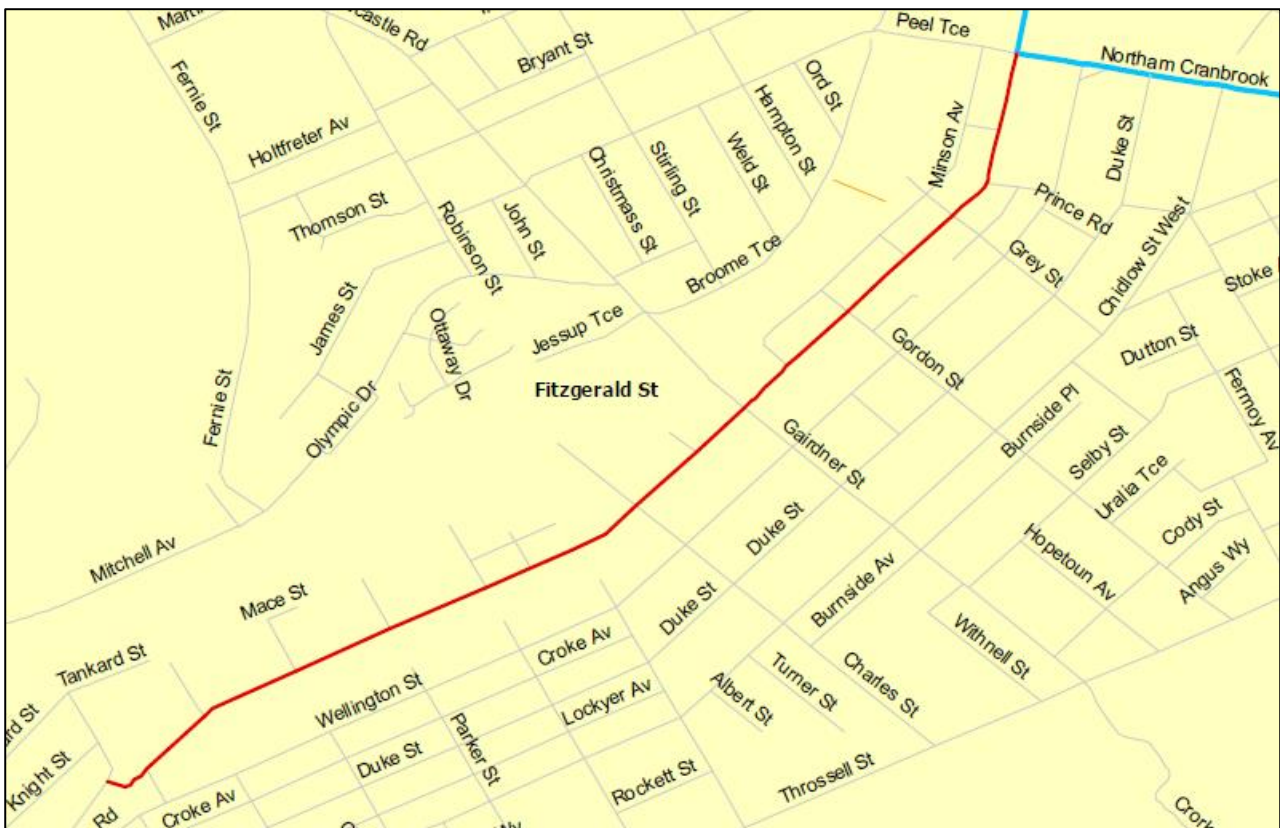 Marti
castle Rd
Peel Tce
Bryant St
Northam Cranbrook
Fernie St
Ord St
Hampton St
Holtfreter Av
Minson Av
Duke St
Weld St
Stirling St
Christmass St
Thomson St
Robinson St
John St
Prince Rd
Grey St
Chidlow St West
Broome Tce
Stoke
James St
Ottaway Dr
Jessup Tce
Dutton St
Gordon St
Fitzgerald St
Fermoy Av
Fernie St
Olympic Dr
Burnside Pl
Selby St
Gairdner St
Uralia Tce
Duke St
Cody St
Mitchell Av
Hopetoun Av
Angus Wy
Burnside Av
Mace St
Duke St
Croke Av
Withnell St
Tankard St
Charles St
Turner St
Albert St
Wellington St
Lockyer Av
ard St
Parker St
Duke St
Knight St
Rockett St
Throssell St
Rd
Croke Av
Crork